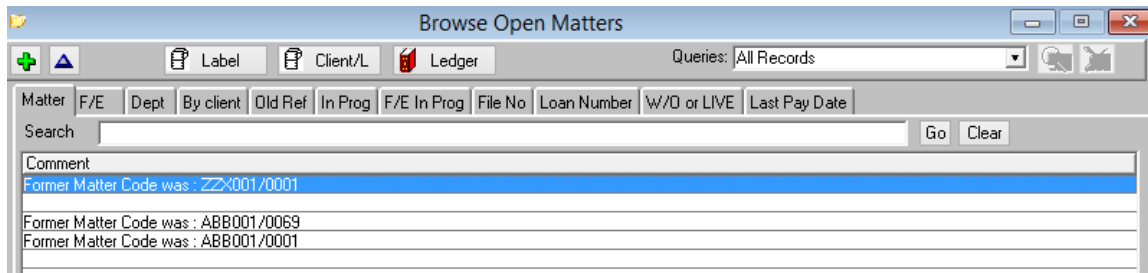 Browse Open Matters
Label Client/L Ledger Queries: All Records
Matter F/E Dept By client Old Ref In Prog F/E In Prog File No Loan Number W/O or LIVE Last Pay Date
Search Go Clear
Comment
Former Matter Code was : ZZX001/0001
Former Matter Code was : ABB001/0069
Former Matter Code was : ABB001/0001